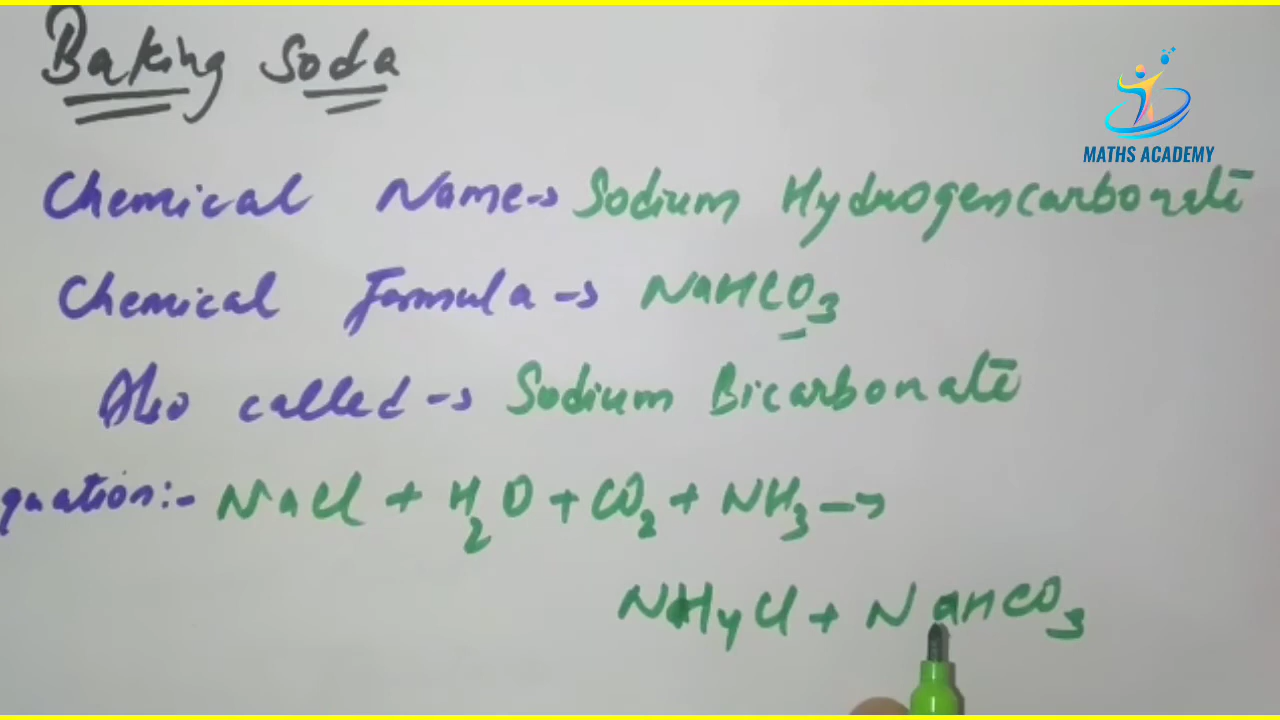 Baking Soda
MATHS ACADEMY
Chemical Name → Sodium Hydrogencarbonate
Chemical Formula → NaHCO₃
Also called → Sodium Bicarbonate
quation:- NaCl + H₂O + CO₂ + NH₃ →
NH₄Cl + NaHCO₃